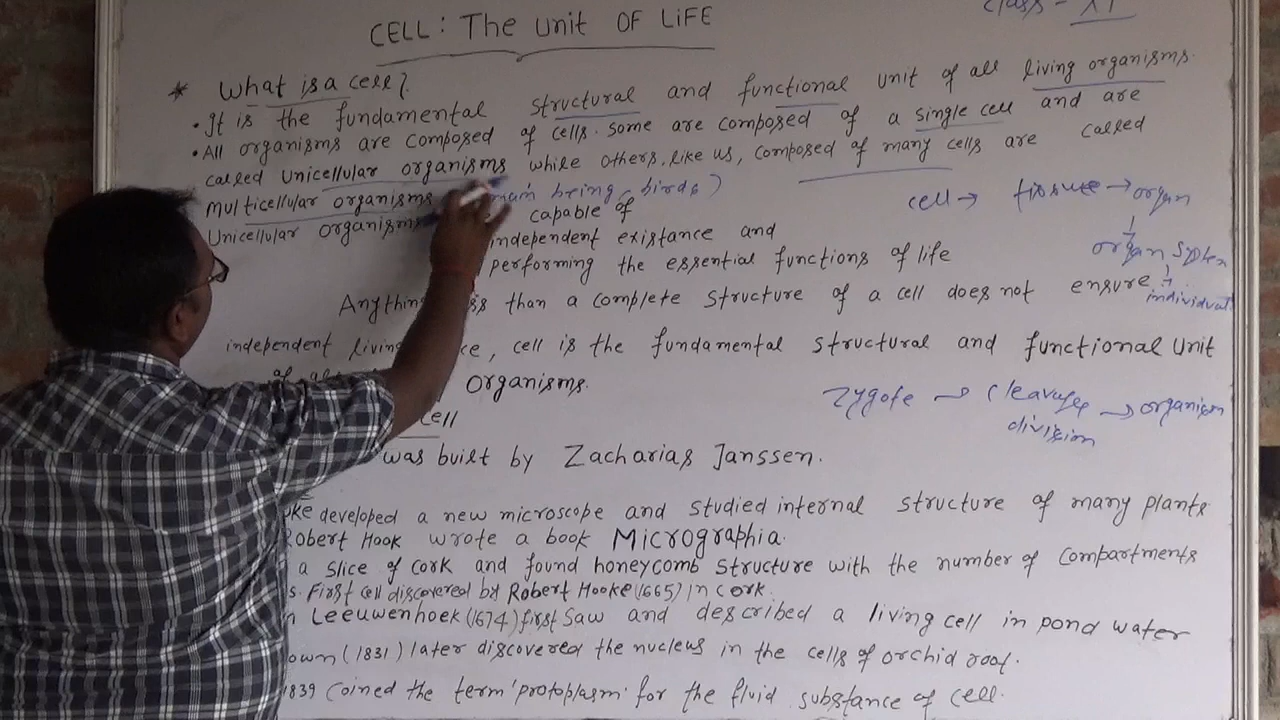 CELL: The Unit OF LiFE
Class - XI
* What is a cell?
• It is the fundamental structural and functional unit of all living organisms.
• All organisms are composed of cells. some are composed of a single cell and are
called Unicellular organisms while others, like us, composed of many cells are called
Multicellular organisms being, birds)
cell → tissue → organ
Unicellular organisms capable of
independent existance and
organ system
performing the essential functions of life
individual
than a complete structure of a cell does not ensure
independent , cell is the fundamental structural and functional Unit
Organisms.
Zygote → cleavage → organism
division
cell
was built by Zacharias Janssen.
developed a new microscope and studied internal structure of many plants
Robert Hook wrote a book Micrographia.
a slice of cork and found honeycomb structure with the number of compartments
First cell discovered by Robert Hooke (1665) in cork.
Leeuwenhoek (1674) first saw and described a living cell in pond water
(1831) later discovered the nucleus in the cells of orchid roof.
1839 coined the term 'protoplasm' for the fluid substance of cell.